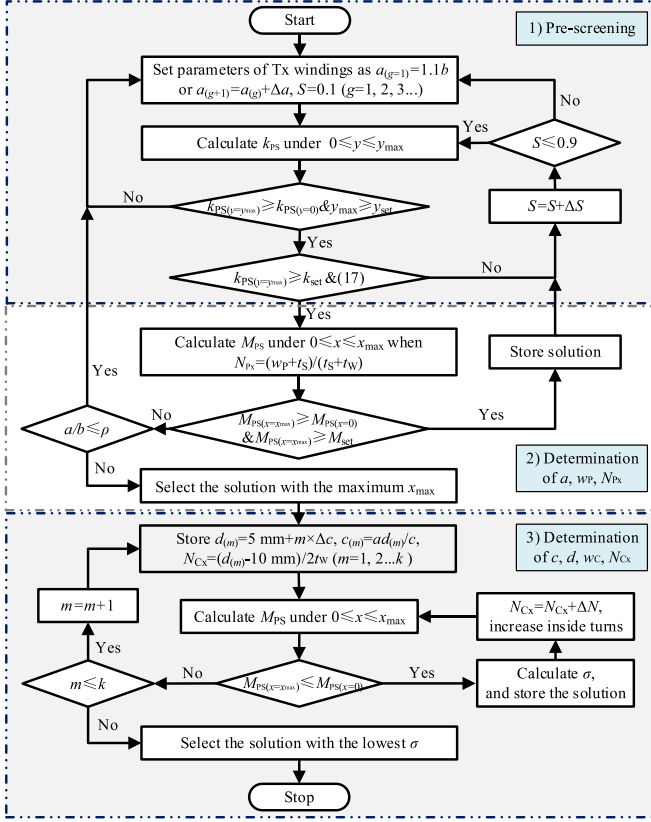 Start
1) Pre-screening
Set parameters of Tx windings as a(g=1)=1.1b
or a(g+1)=a(g)+Δa, S=0.1 (g=1, 2, 3...)
No
Calculate kPS under 0≤y≤ymax
Yes
S≤0.9
No
kPS(y=ymax)≥kPS(y=0)&ymax≥yset
S=S+ΔS
Yes
kPS(y=ymax)≥kset &(17)
No
Yes
Calculate MPS under 0≤x≤xmax when
NPx=(wP+tS)/(tS+tW)
Store solution
Yes
a/b≤ρ
No
MPS(x=xmax)≥MPS(x=0)
&MPS(x=xmax)≥Mset
Yes
No
Select the solution with the maximum xmax
2) Determination
of a, wP, NPx
Store d(m)=5 mm+m×Δc, c(m)=ad(m)/c,
NCx=(d(m)-10 mm)/2tW (m=1, 2...k )
3) Determination
of c, d, wC, NCx
m=m+1
Calculate MPS under 0≤x≤xmax
NCx=NCx+ΔN,
increase inside turns
Yes
m≤k
No
MPS(x=xmax)≤MPS(x=0)
Yes
Calculate σ,
and store the solution
No
Select the solution with the lowest σ
Stop